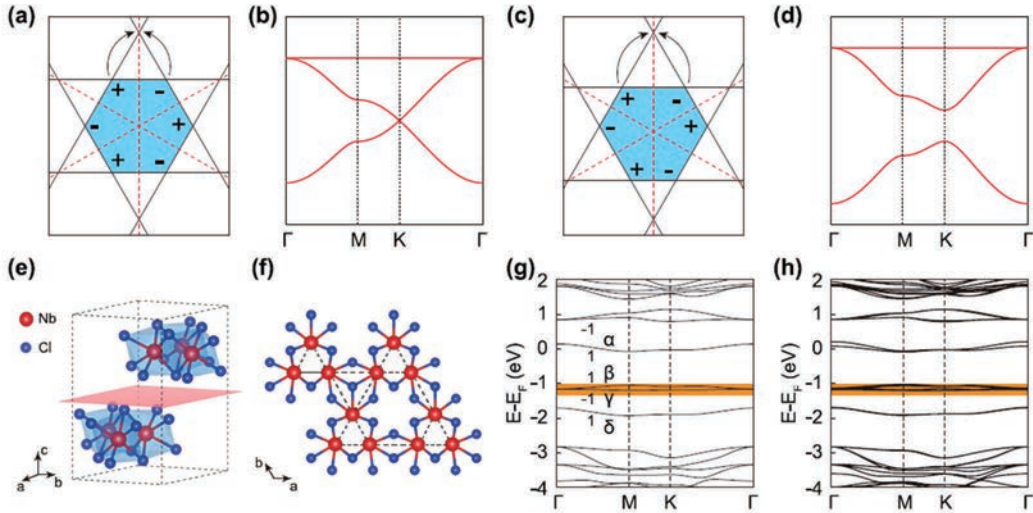 (a)
+ -
- +
+ -
(b)
Γ M K Γ
(c)
+ -
- +
+ -
(d)
Γ M K Γ
(e)
Nb
Cl
c
a b
(f)
b
a
(g)
E-E_F (eV)
2
1
0
-1
-2
-3
-4
-1 α
1 β
1 γ
-1
1 δ
Γ M K Γ
(h)
E-E_F (eV)
2
1
0
-1
-2
-3
-4
Γ M K Γ